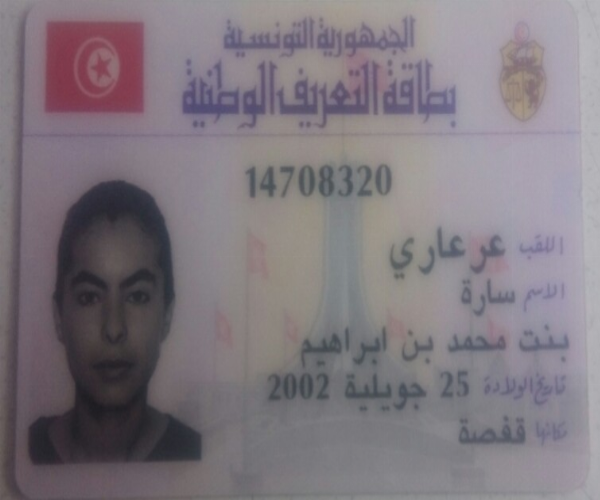 الجمهورية التونسية
بطاقة التعريف الوطنية
14708320
اللقب عرعاري
الاسم سارة
بنت محمد بن ابراهيم
تاريخ الولادة 25 جويلية 2002
مكانها قفصة